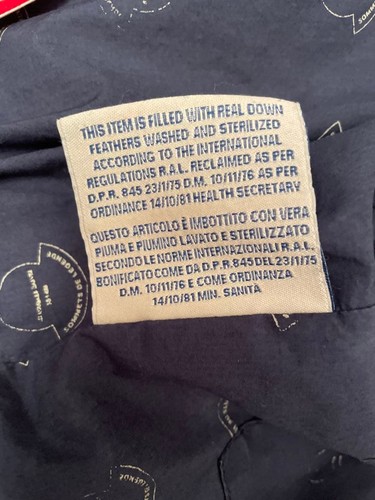 THIS ITEM IS FILLED WITH REAL DOWN
FEATHERS WASHED AND STERILIZED
ACCORDING TO THE INTERNATIONAL
REGULATIONS R.A.L. RECLAIMED AS PER
D.P.R. 845 23/1/75 D.M. 10/11/76 AS PER
ORDINANCE 14/10/81 HEALTH SECRETARY
QUESTO ARTICOLO È IMBOTTITO CON VERA
PIUMA E PIUMINO LAVATO E STERILIZZATO
SECONDO LE NORME INTERNAZIONALI R.A.L.
BONIFICATO COME DA D.P.R. 845 DEL 23/1/75
D.M. 10/11/76 E COME ORDINANZA
14/10/81 MIN. SANITÀ
SOMMETS DE LEGENDE